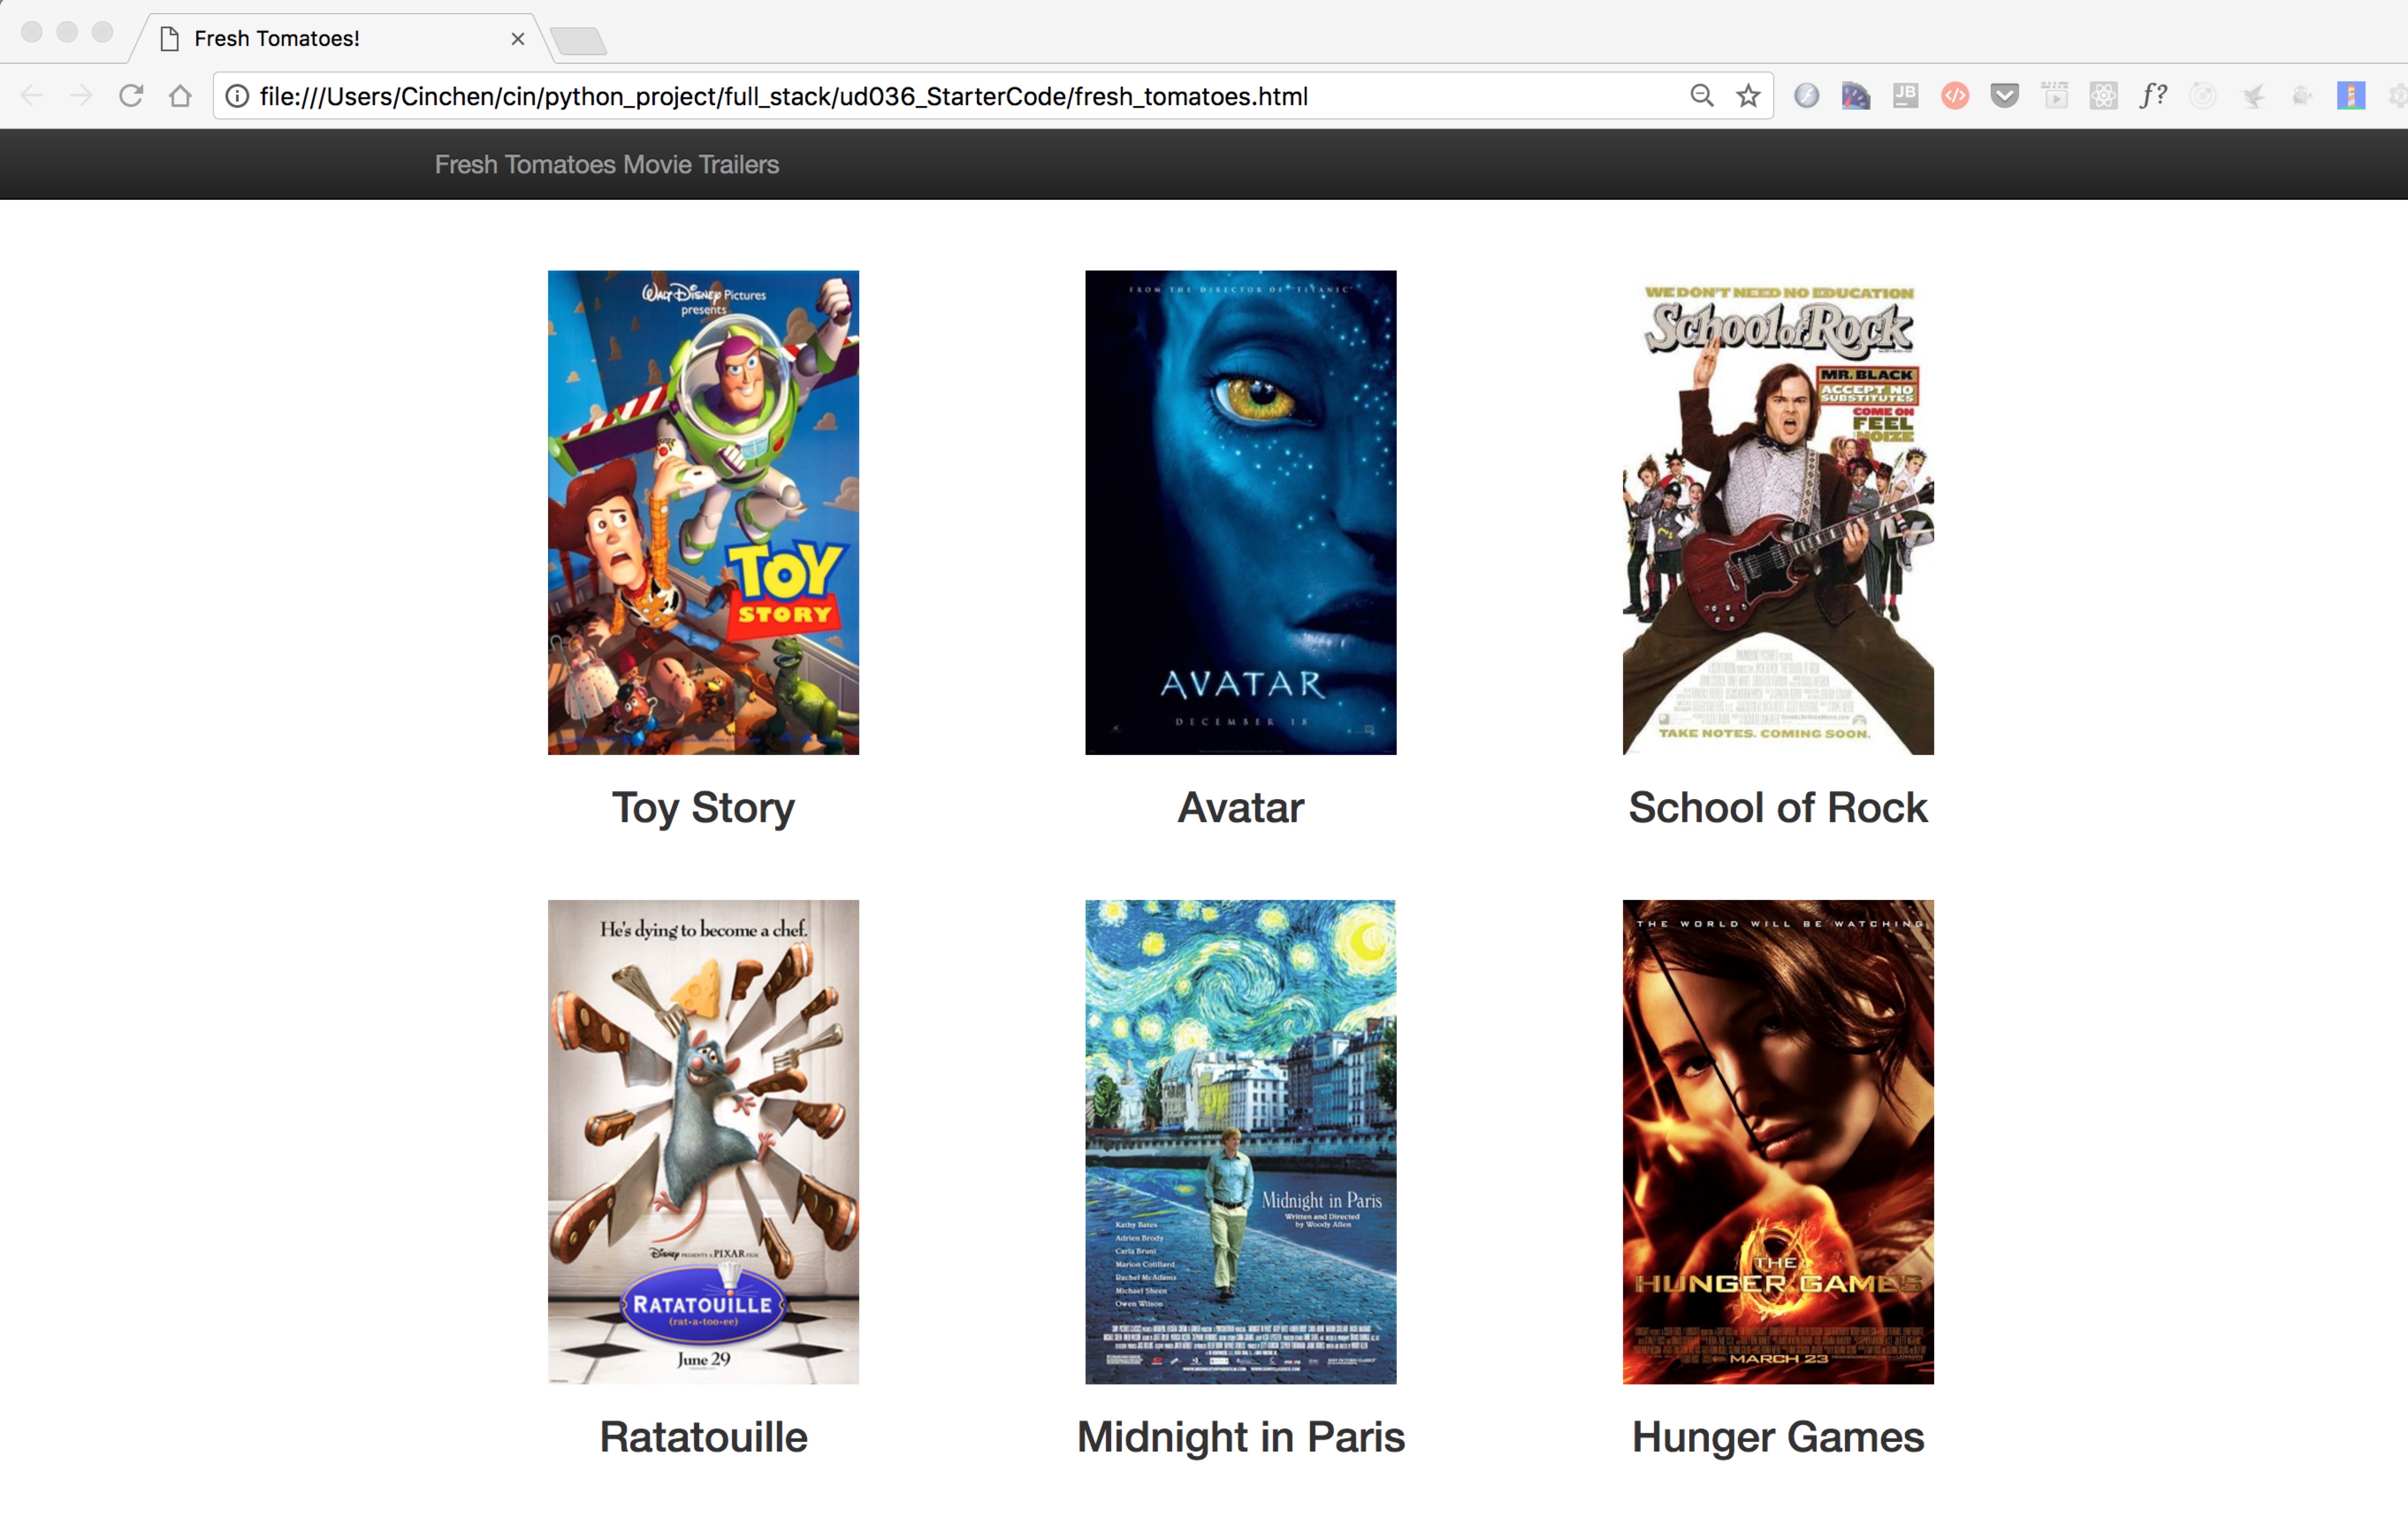 Fresh Tomatoes!
file:///Users/Cinchen/cin/python_project/full_stack/ud036_StarterCode/fresh_tomatoes.html
JB
f?
Fresh Tomatoes Movie Trailers
WALT DISNEY Pictures
presents
TOY
STORY
Toy Story
FROM THE DIRECTOR OF "TITANIC"
AVATAR
DECEMBER 18
Avatar
WE DON'T NEED NO EDUCATION
School of Rock
MR. BLACK
ACCEPT NO
SUBSTITUTES
COME ON
FEEL
NOIZE
TAKE NOTES. COMING SOON.
School of Rock
He's dying to become a chef.
DISNEY PRESENTS A PIXAR FILM
RATATOUILLE
(rat•a•too•ee)
June 29
Ratatouille
Midnight in Paris
Written and Directed
by Woody Allen
Kathy Bates
Adrien Brody
Carla Bruni
Marion Cotillard
Rachel McAdams
Michael Sheen
Owen Wilson
Midnight in Paris
THE WORLD WILL BE WATCHING
THE
HUNGER GAMES
MARCH 23
Hunger Games